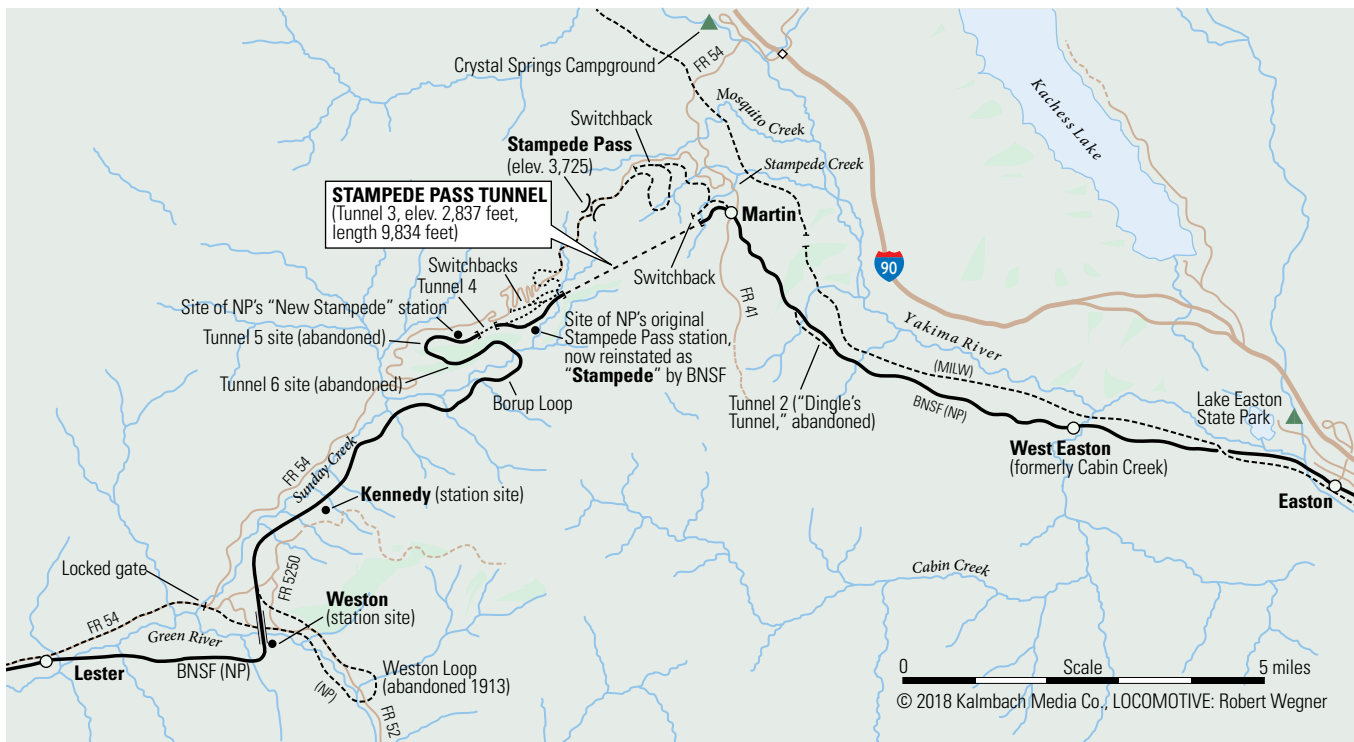 Crystal Springs Campground
FR 54
Mosquito Creek
Kachess Lake
Switchback
Stampede Pass
(elev. 3,725)
Stampede Creek
STAMPEDE PASS TUNNEL
(Tunnel 3, elev. 2,837 feet,
length 9,834 feet)
Martin
Switchbacks
Tunnel 4
Switchback
90
FR 41
Site of NP's “New Stampede” station
Tunnel 5 site (abandoned)
Tunnel 6 site (abandoned)
Site of NP's original
Stampede Pass station,
now reinstated as
“Stampede” by BNSF
Borup Loop
Yakima River
(MILW)
BNSF (NP)
Tunnel 2 (“Dingle's
Tunnel,” abandoned)
Lake Easton
State Park
West Easton
(formerly Cabin Creek)
Easton
FR 54
Sunday Creek
Kennedy (station site)
Locked gate
FR 5250
Cabin Creek
Weston
(station site)
FR 54
Green River
Lester
BNSF (NP)
(NP)
Weston Loop
(abandoned 1913)
FR 52
0 Scale 5 miles
© 2018 Kalmbach Media Co., LOCOMOTIVE: Robert Wegner